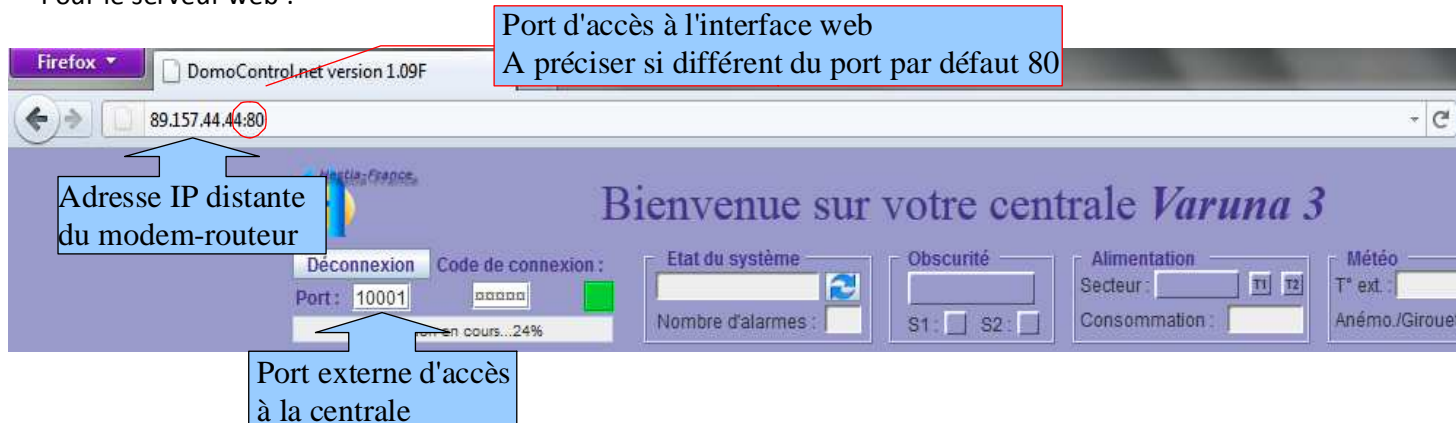 Pour le serveur web :
Port d'accès à l'interface web
A préciser si différent du port par défaut 80
Firefox
DomoControl.net version 1.09F
89.157.44.44:80
Adresse IP distante
du modem-routeur
Hestia-France
Bienvenue sur votre centrale Varuna 3
Déconnexion Code de connexion :
Port : 10001
en cours...24%
Etat du système
Nombre d'alarmes :
Obscurité
S1 : S2 :
Alimentation
Secteur : T1 T2
Consommation :
Météo
T° ext. :
Anémo./Girouet
Port externe d'accès
à la centrale